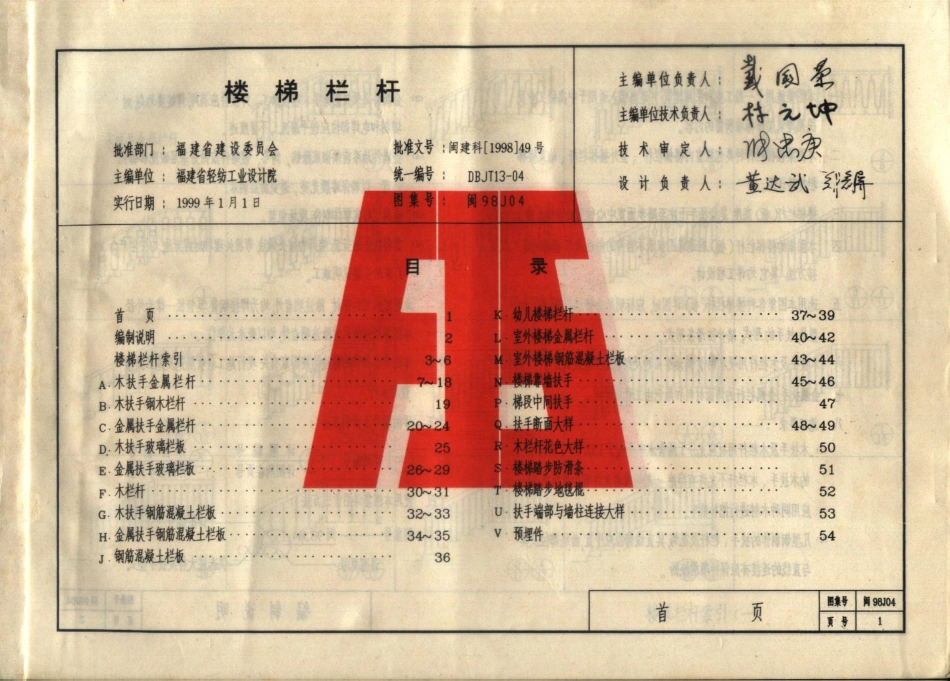 楼梯栏杆
批准部门：福建省建设委员会
主编单位：福建省轻纺工业设计院
实行日期：1999年1月1日
批准文号：闽建科[1998]49号
统一编号：DBJT13-04
图集号：闽98J04
主编单位负责人：戴国荣
主编单位技术负责人：林元坤
技术审定人：
设计负责人：黄达武
目录
首页 1
编制说明 2
楼梯栏杆索引 3~6
A. 木扶手金属栏杆 7~18
B. 木扶手钢木栏杆 19
C. 金属扶手金属栏杆 20~24
D. 木扶手玻璃栏板 25
E. 金属扶手玻璃栏板 26~29
F. 木栏杆 30~31
G. 木扶手钢筋混凝土栏板 32~33
H. 金属扶手钢筋混凝土栏板 34~35
J. 钢筋混凝土栏板 36
K 幼儿楼梯栏杆 37~39
L 室外楼梯金属栏杆 40~42
M 室外楼梯钢筋混凝土栏板 43~44
N 楼梯靠墙扶手 45~46
P 梯段中间扶手 47
Q 扶手断面大样 48~49
R 木栏杆花色大样 50
S 楼梯踏步防滑条 51
T 楼梯踏步地毯棍 52
U 扶手端部与墙柱连接大样 53
V 预埋件 54
首页
图集号 闽98J04
页号 1